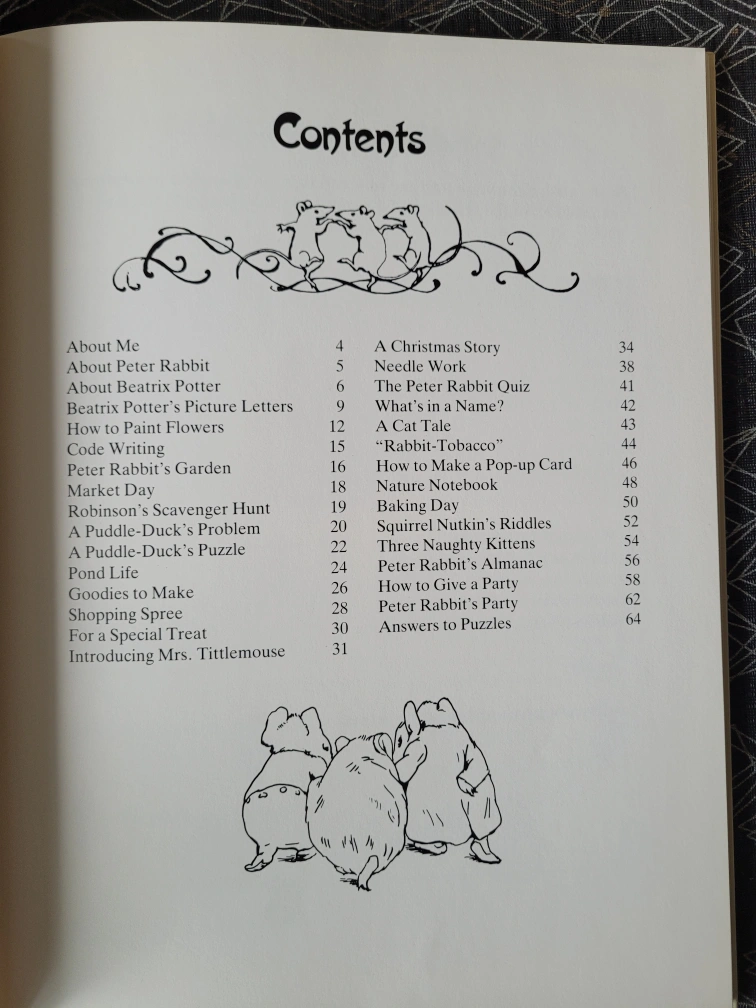 Contents
About Me 4
About Peter Rabbit 5
About Beatrix Potter 6
Beatrix Potter's Picture Letters 9
How to Paint Flowers 12
Code Writing 15
Peter Rabbit's Garden 16
Market Day 18
Robinson's Scavenger Hunt 19
A Puddle-Duck's Problem 20
A Puddle-Duck's Puzzle 22
Pond Life 24
Goodies to Make 26
Shopping Spree 28
For a Special Treat 30
Introducing Mrs. Tittlemouse 31
A Christmas Story 34
Needle Work 38
The Peter Rabbit Quiz 41
What's in a Name? 42
A Cat Tale 43
“Rabbit-Tobacco” 44
How to Make a Pop-up Card 46
Nature Notebook 48
Baking Day 50
Squirrel Nutkin's Riddles 52
Three Naughty Kittens 54
Peter Rabbit's Almanac 56
How to Give a Party 58
Peter Rabbit's Party 62
Answers to Puzzles 64